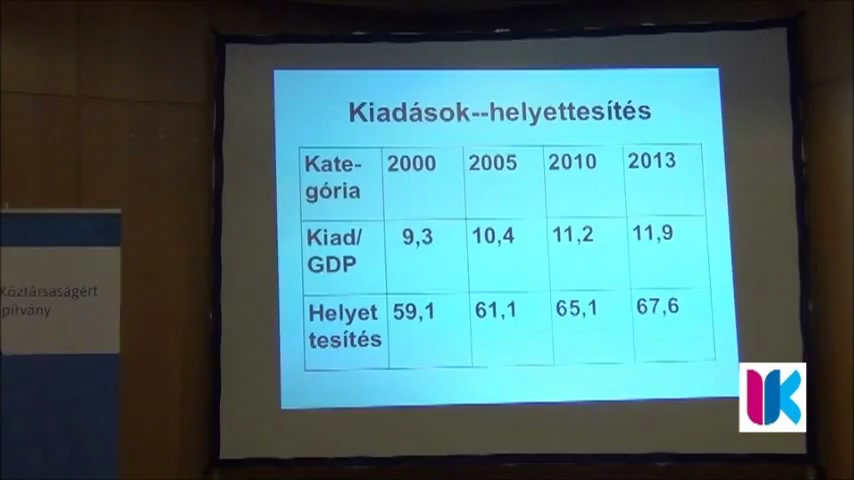 Kiadások--helyettesítés
Kate- 2000 2005 2010 2013
gória
Kiad/ 9,3 10,4 11,2 11,9
GDP
Helyet 59,1 61,1 65,1 67,6
tesítés
Köztársaságért
pítvány